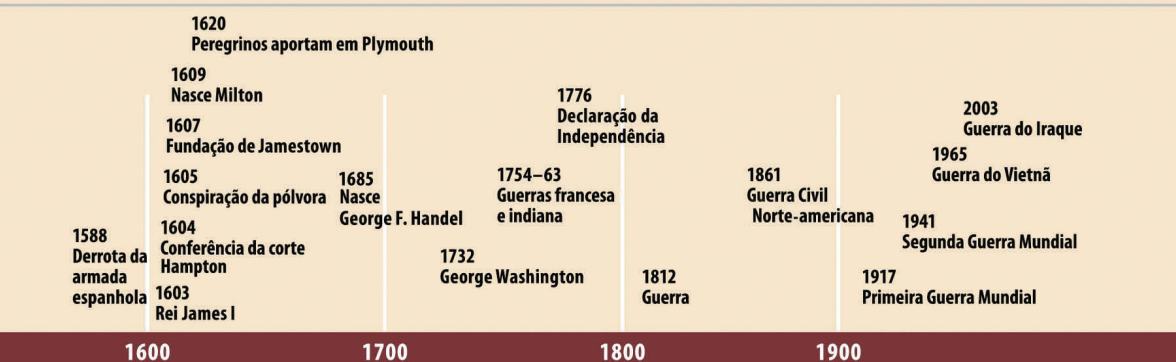 1620
Peregrinos aportam em Plymouth
1609
Nasce Milton
1607
Fundação de Jamestown
1605
Conspiração da pólvora
1604
Conferência da corte
Hampton
1603
Rei James I
1588
Derrota da
armada
espanhola
1685
Nasce
George F. Handel
1732
George Washington
1754–63
Guerras francesa
e indiana
1776
Declaração da
Independência
1812
Guerra
1861
Guerra Civil
Norte-americana
2003
Guerra do Iraque
1965
Guerra do Vietnã
1941
Segunda Guerra Mundial
1917
Primeira Guerra Mundial
1600
1700
1800
1900